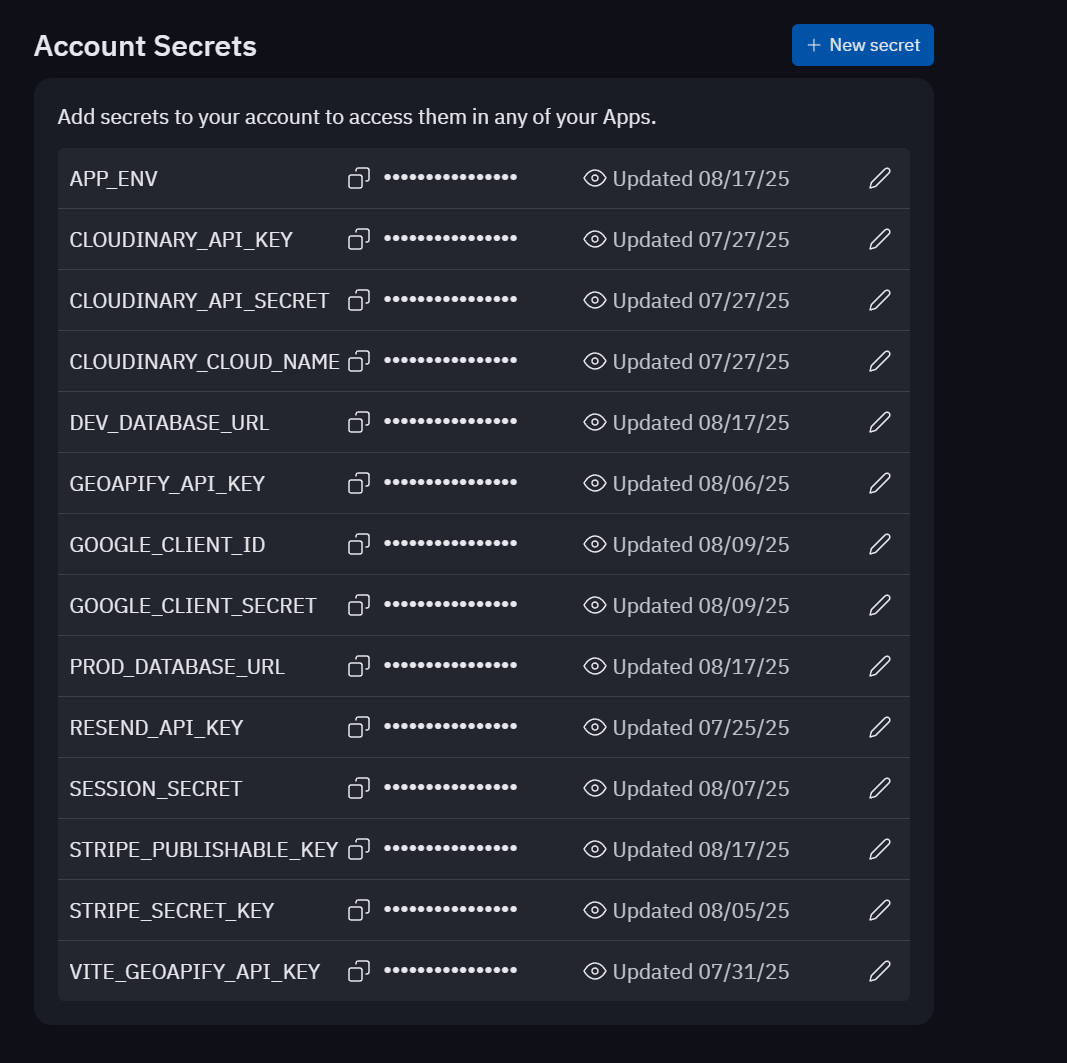 Account Secrets
+ New secret
Add secrets to your account to access them in any of your Apps.
APP_ENV •••••••••••••••• Updated 08/17/25
CLOUDINARY_API_KEY •••••••••••••••• Updated 07/27/25
CLOUDINARY_API_SECRET •••••••••••••••• Updated 07/27/25
CLOUDINARY_CLOUD_NAME •••••••••••••••• Updated 07/27/25
DEV_DATABASE_URL •••••••••••••••• Updated 08/17/25
GEOAPIFY_API_KEY •••••••••••••••• Updated 08/06/25
GOOGLE_CLIENT_ID •••••••••••••••• Updated 08/09/25
GOOGLE_CLIENT_SECRET •••••••••••••••• Updated 08/09/25
PROD_DATABASE_URL •••••••••••••••• Updated 08/17/25
RESEND_API_KEY •••••••••••••••• Updated 07/25/25
SESSION_SECRET •••••••••••••••• Updated 08/07/25
STRIPE_PUBLISHABLE_KEY •••••••••••••••• Updated 08/17/25
STRIPE_SECRET_KEY •••••••••••••••• Updated 08/05/25
VITE_GEOAPIFY_API_KEY •••••••••••••••• Updated 07/31/25